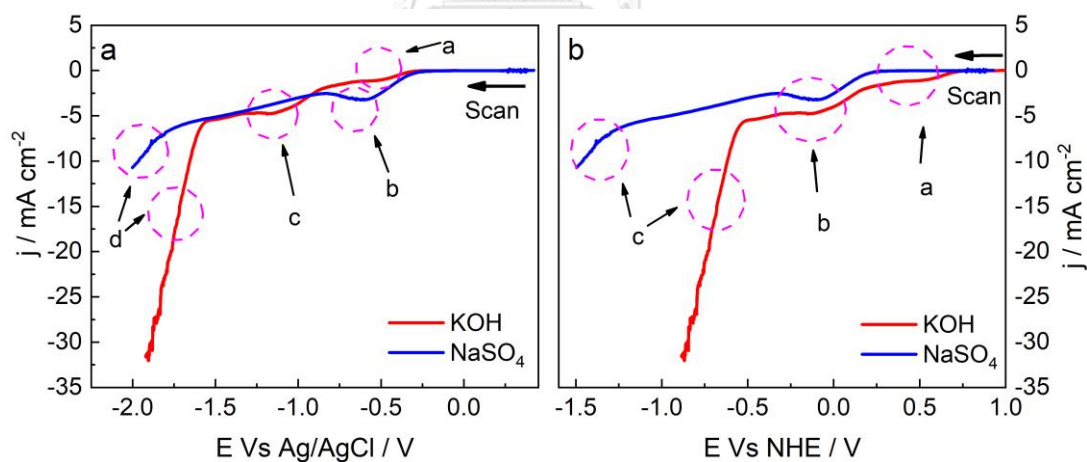 a
5
0
-5
-10
-15
-20
-25
-30
-35
j / mA cm⁻²
-2.0
-1.5
-1.0
-0.5
0.0
E Vs Ag/AgCl / V
a
Scan
b
c
d
KOH
NaSO₄
b
5
0
-5
-10
-15
-20
-25
-30
-35
j / mA cm⁻²
-1.5
-1.0
-0.5
0.0
0.5
1.0
E Vs NHE / V
Scan
a
b
c
KOH
NaSO₄